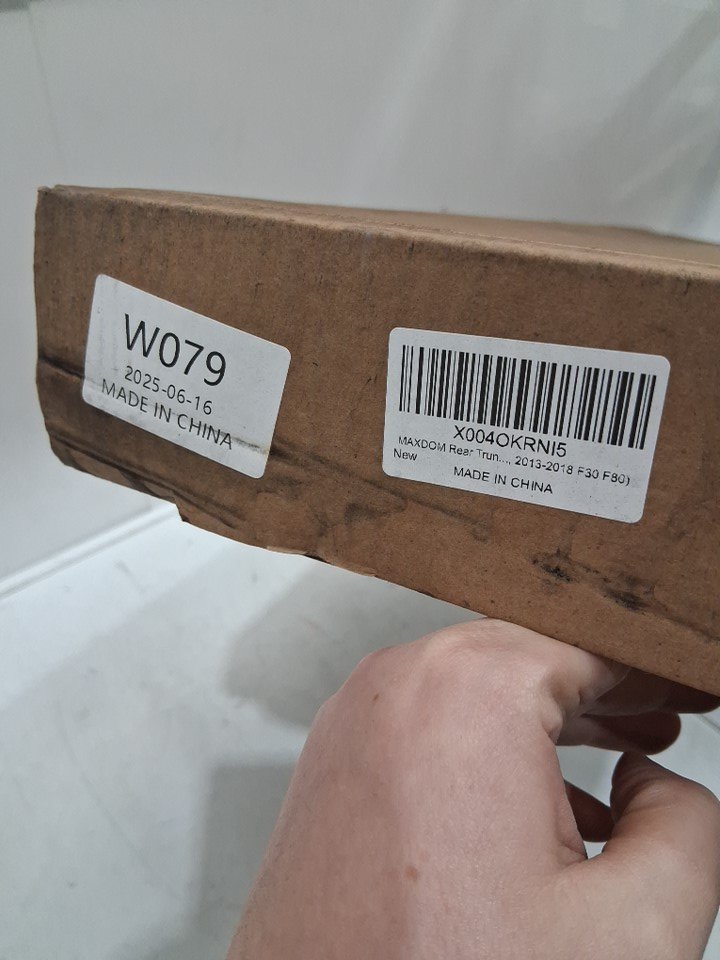 W079
2025-06-16
MADE IN CHINA
X004OKRNI5
MAXDOM Rear Trun..., 2013-2018 F30 F80)
New
MADE IN CHINA